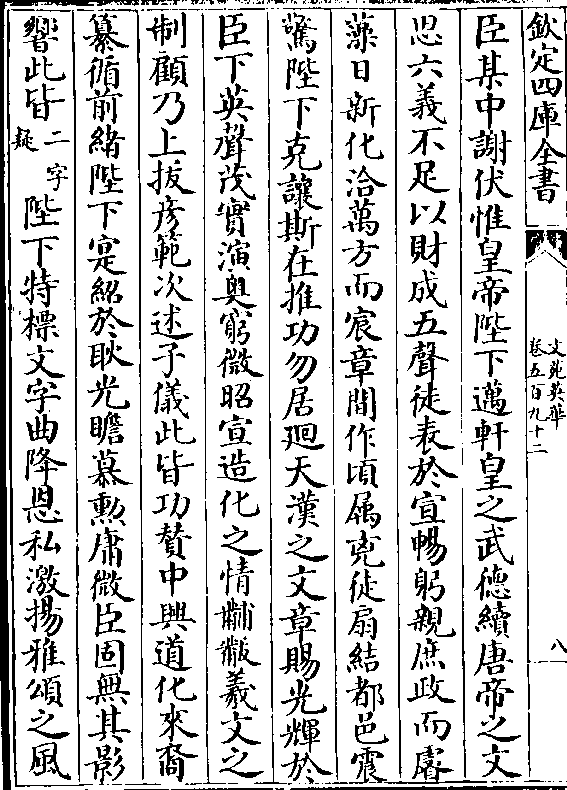 欽定四庫全書
文苑英華
卷五百九十二
八
臣某中謝伏惟皇帝陛下邁軒皇之武德續唐帝之文
思六義不足以財成五聲徒表於宣暢躬親庶政而睿
藻日新化洽萬方而宸章間作頃属兇徒扇結都邑震
驚陛下克讓斯在推功勿居廻天漢之文章賜光輝於
臣下英聲茂實演奥窮微昭宣造化之情黼黻羲文之
制顧乃上拔彦範次述子儀此皆功賛中興道化來裔
纂循前緒陛下寔紹於耿光瞻慕勲庸微臣固無其影
響此皆二字疑陛下特標文字曲降恩私激揚雅頌之風